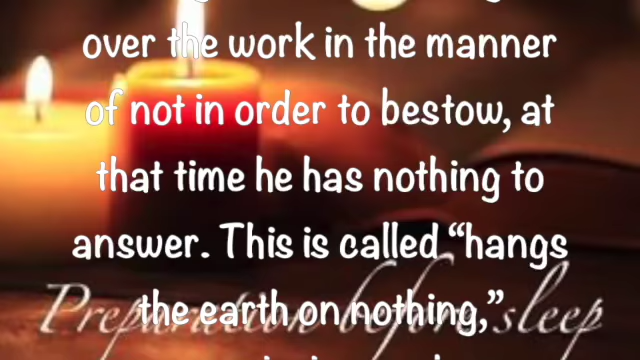 over the work in the manner
of not in order to bestow, at
that time he has nothing to
answer. This is called “hangs
the earth on nothing,”
Preparation before sleep